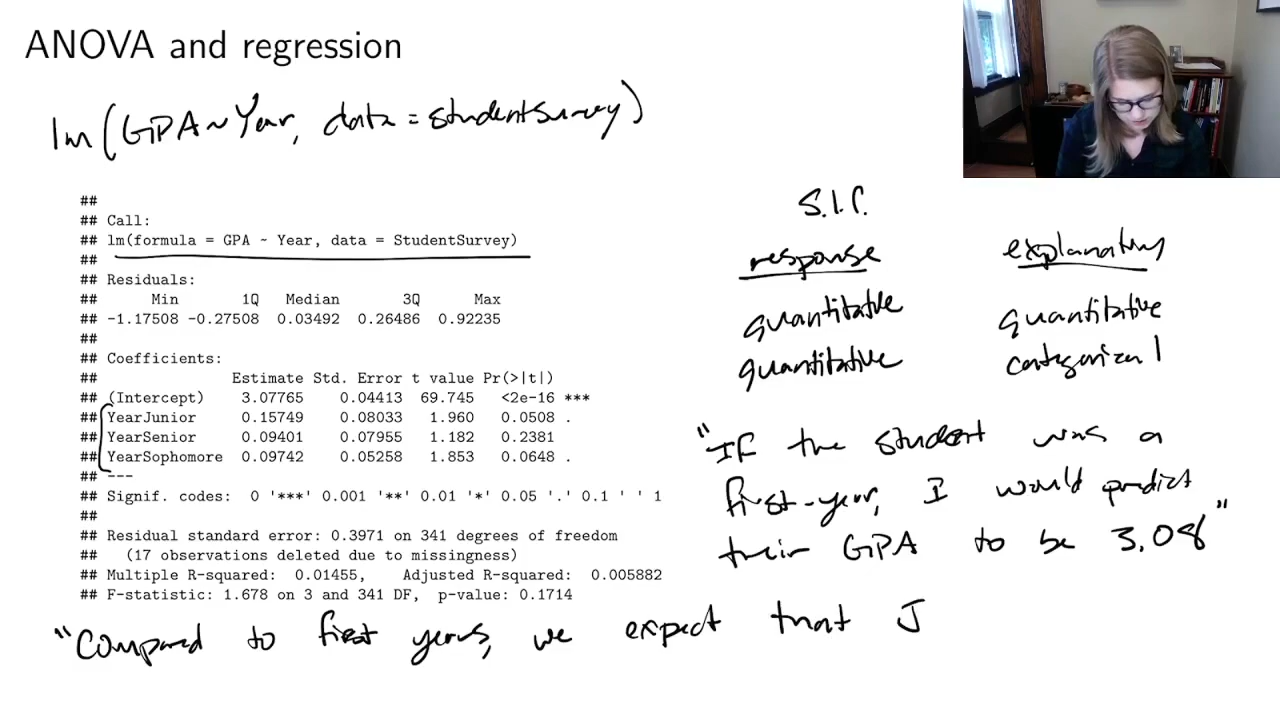 ANOVA and regression
lm(GPA~Year, data = studentsurvey)
##
## Call:
## lm(formula = GPA ~ Year, data = StudentSurvey)
##
## Residuals:
## Min 1Q Median 3Q Max
## -1.17508 -0.27508 0.03492 0.26486 0.92235
##
## Coefficients:
## Estimate Std. Error t value Pr(>|t|)
## (Intercept) 3.07765 0.04413 69.745 <2e-16 ***
## YearJunior 0.15749 0.08033 1.960 0.0508 .
## YearSenior 0.09401 0.07955 1.182 0.2381
## YearSophomore 0.09742 0.05258 1.853 0.0648 .
## ---
## Signif. codes: 0 '***' 0.001 '**' 0.01 '*' 0.05 '.' 0.1 ' ' 1
##
## Residual standard error: 0.3971 on 341 degrees of freedom
## (17 observations deleted due to missingness)
## Multiple R-squared: 0.01455, Adjusted R-squared: 0.005882
## F-statistic: 1.678 on 3 and 341 DF, p-value: 0.1714
response explanatory
quantitative quantitative
quantitative categorical
"If the student was a
first-year, I would predict
their GPA to be 3.08"
"Compared to first years, we expect that J